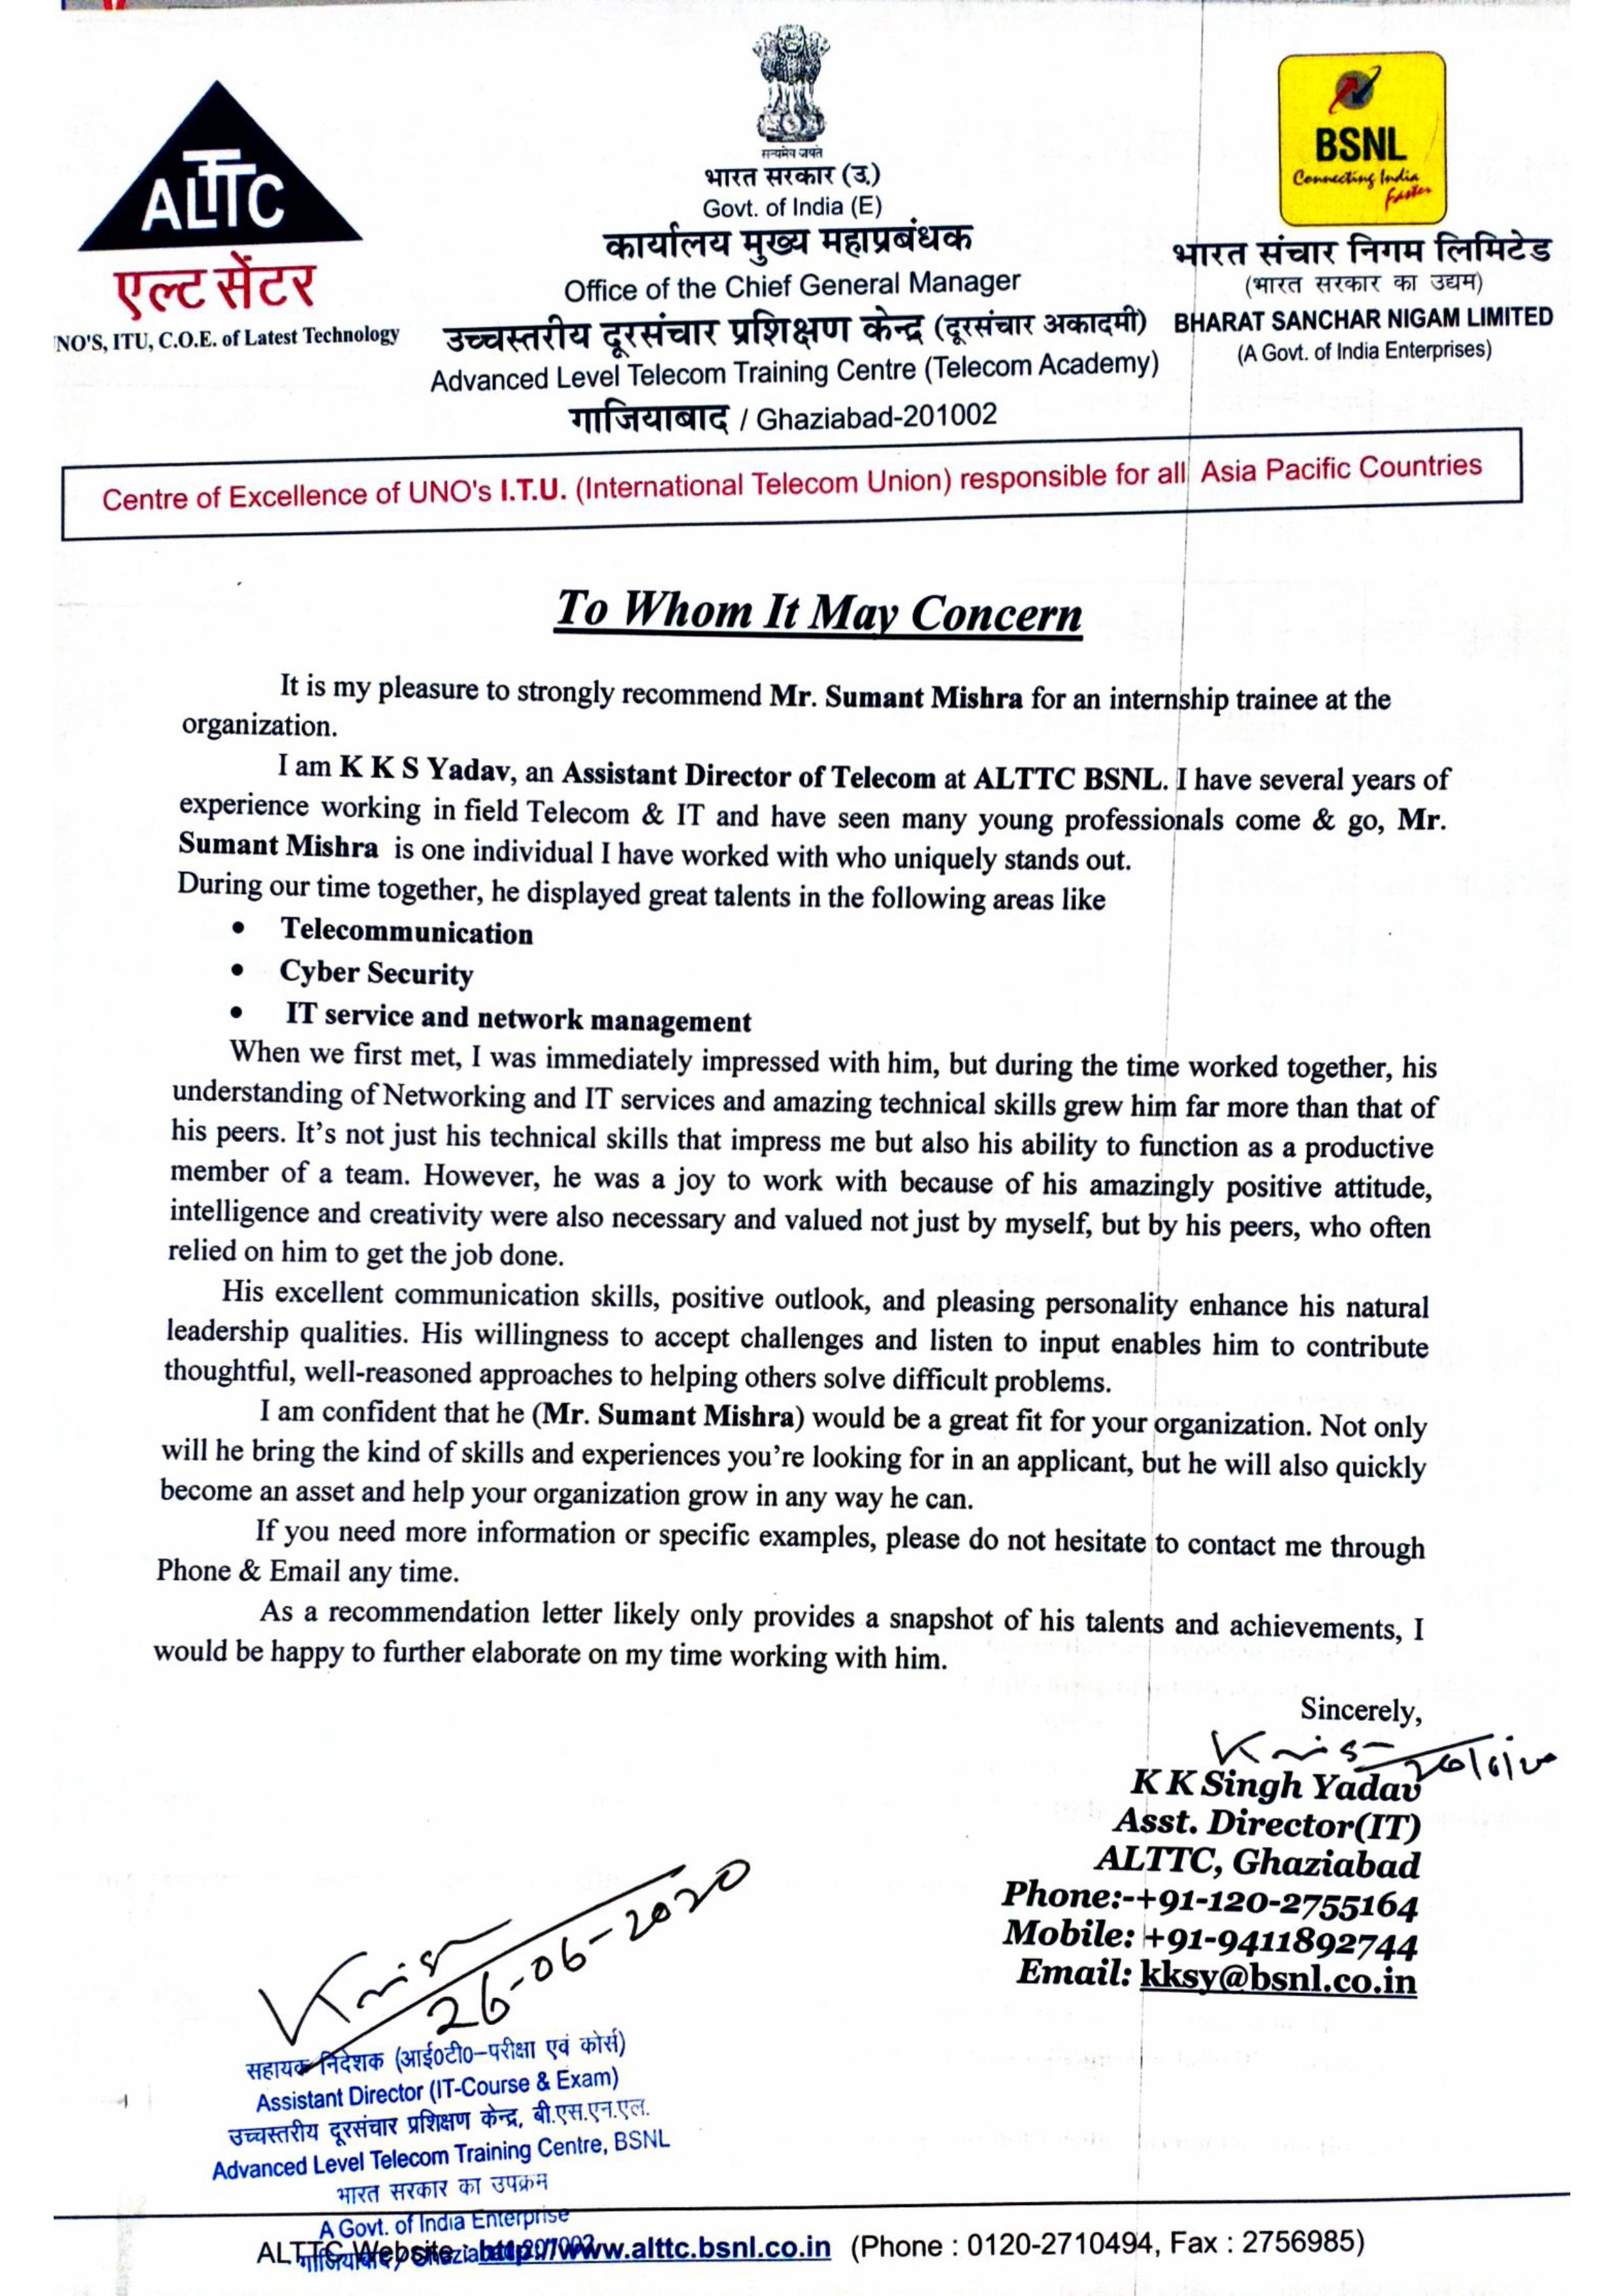 ALTTC
एल्ट सेंटर
NO'S, ITU, C.O.E. of Latest Technology
सत्यमेव जयते
भारत सरकार (उ.)
Govt. of India (E)
कार्यालय मुख्य महाप्रबंधक
Office of the Chief General Manager
उच्चस्तरीय दूरसंचार प्रशिक्षण केन्द्र (दूरसंचार अकादमी)
Advanced Level Telecom Training Centre (Telecom Academy)
गाजियाबाद / Ghaziabad-201002
BSNL
Connecting India
Faster
भारत संचार निगम लिमिटेड
(भारत सरकार का उद्यम)
BHARAT SANCHAR NIGAM LIMITED
(A Govt. of India Enterprises)
Centre of Excellence of UNO's I.T.U. (International Telecom Union) responsible for all Asia Pacific Countries
To Whom It May Concern
It is my pleasure to strongly recommend Mr. Sumant Mishra for an internship trainee at the
organization.
I am K K S Yadav, an Assistant Director of Telecom at ALTTC BSNL. I have several years of
experience working in field Telecom & IT and have seen many young professionals come & go, Mr.
Sumant Mishra is one individual I have worked with who uniquely stands out.
During our time together, he displayed great talents in the following areas like
• Telecommunication
• Cyber Security
• IT service and network management
When we first met, I was immediately impressed with him, but during the time worked together, his
understanding of Networking and IT services and amazing technical skills grew him far more than that of
his peers. It’s not just his technical skills that impress me but also his ability to function as a productive
member of a team. However, he was a joy to work with because of his amazingly positive attitude,
intelligence and creativity were also necessary and valued not just by myself, but by his peers, who often
relied on him to get the job done.
His excellent communication skills, positive outlook, and pleasing personality enhance his natural
leadership qualities. His willingness to accept challenges and listen to input enables him to contribute
thoughtful, well-reasoned approaches to helping others solve difficult problems.
I am confident that he (Mr. Sumant Mishra) would be a great fit for your organization. Not only
will he bring the kind of skills and experiences you’re looking for in an applicant, but he will also quickly
become an asset and help your organization grow in any way he can.
If you need more information or specific examples, please do not hesitate to contact me through
Phone & Email any time.
As a recommendation letter likely only provides a snapshot of his talents and achievements, I
would be happy to further elaborate on my time working with him.
Sincerely,
26/6/20
K K Singh Yadav
Asst. Director(IT)
ALTTC, Ghaziabad
Phone:-+91-120-2755164
Mobile: +91-9411892744
Email: kksy@bsnl.co.in
26-06-2020
सहायक निदेशक (आई०टी०-परीक्षा एवं कोर्स)
Assistant Director (IT-Course & Exam)
उच्चस्तरीय दूरसंचार प्रशिक्षण केन्द्र, बी.एस.एन.एल.
Advanced Level Telecom Training Centre, BSNL
भारत सरकार का उपक्रम
A Govt. of India Enterprise
गाजियाबाद / Ghaziabad-201002
ALTTC Website : http://www.alttc.bsnl.co.in (Phone : 0120-2710494, Fax : 2756985)